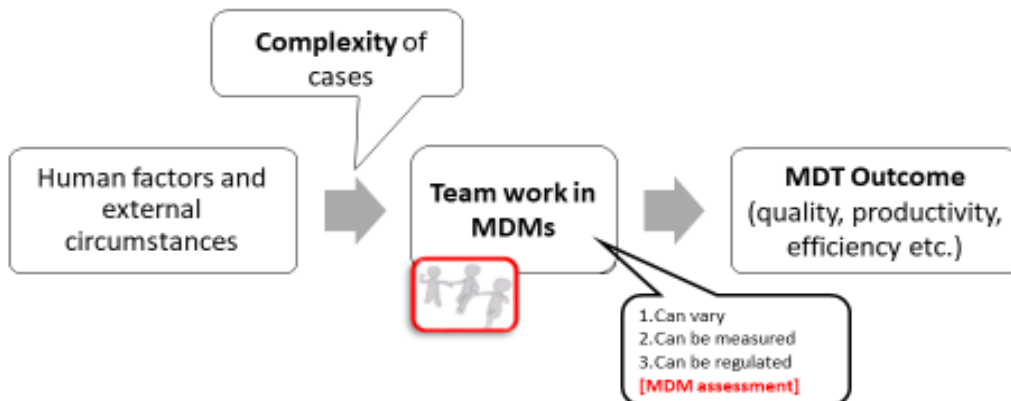 Complexity of
cases
Human factors and
external
circumstances
Team work in
MDMs
MDT Outcome
(quality, productivity,
efficiency etc.)
1.Can vary
2.Can be measured
3.Can be regulated
[MDM assessment]